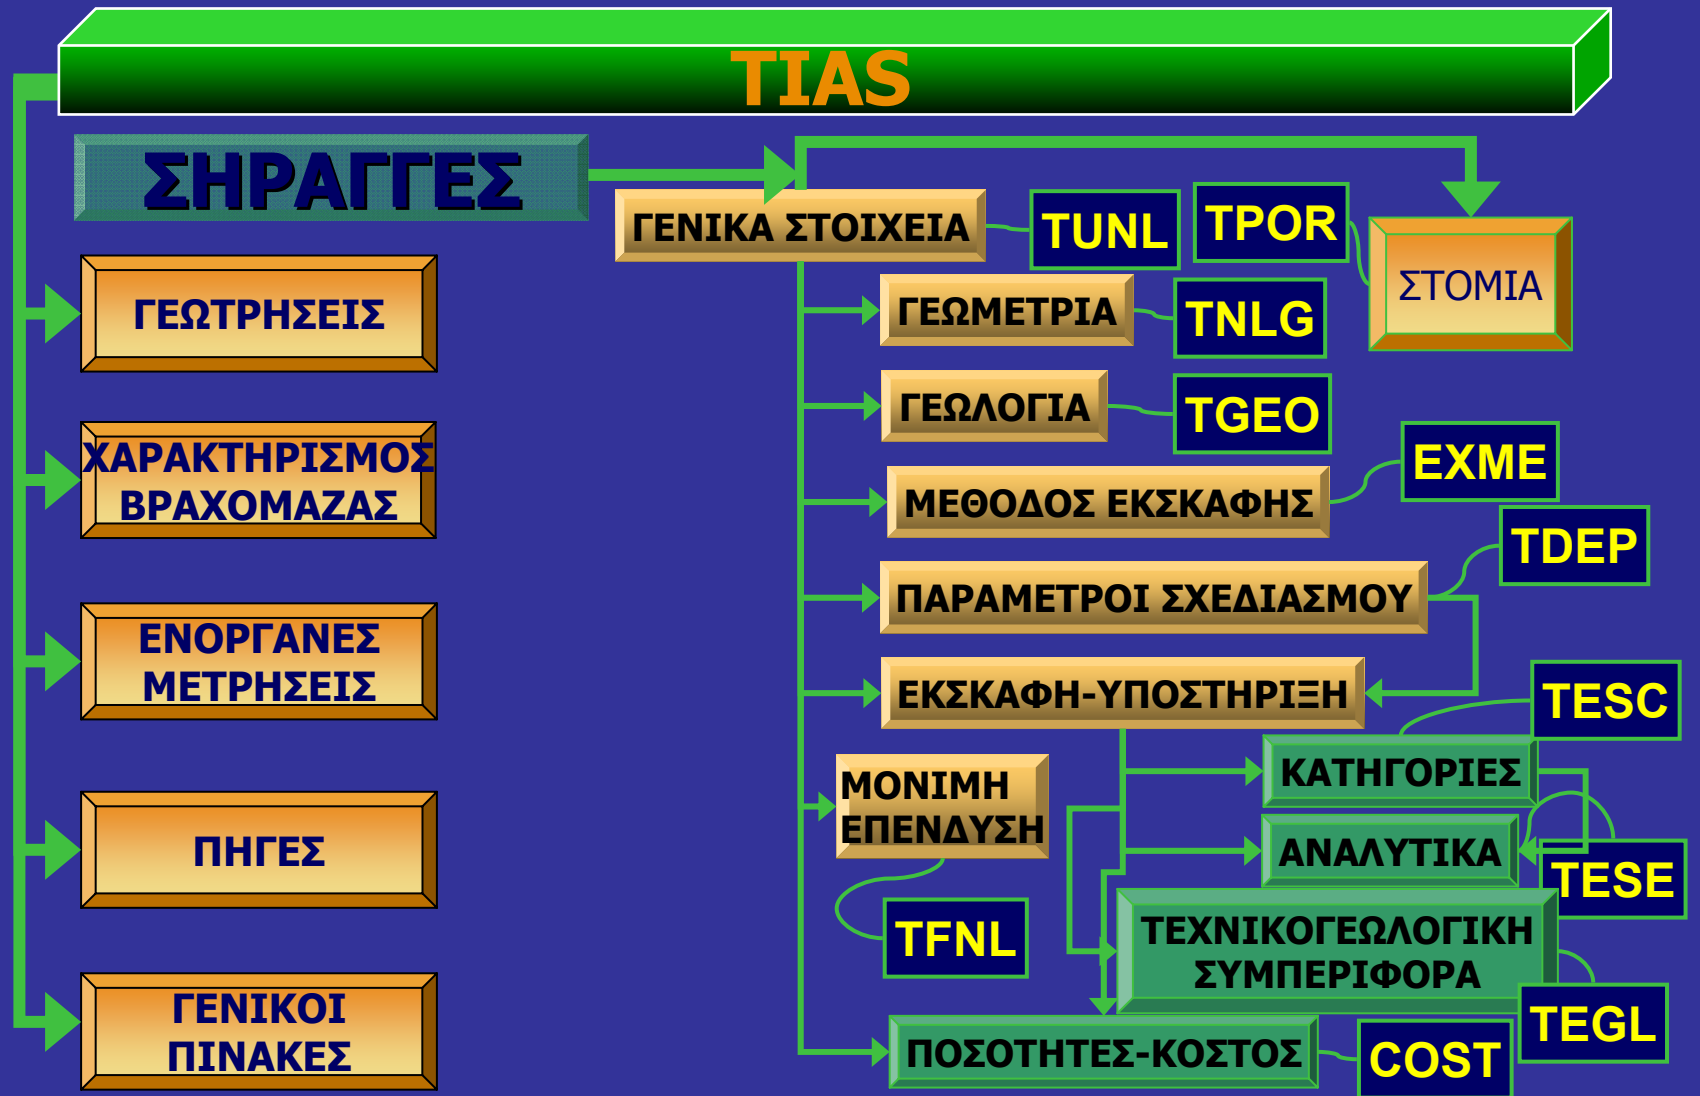 TIAS
ΣΗΡΑΓΓΕΣ
ΓΕΩΤΡΗΣΕΙΣ
ΧΑΡΑΚΤΗΡΙΣΜΟΣ
ΒΡΑΧΟΜΑΖΑΣ
ΕΝΟΡΓΑΝΕΣ
ΜΕΤΡΗΣΕΙΣ
ΠΗΓΕΣ
ΓΕΝΙΚΟΙ
ΠΙΝΑΚΕΣ
ΓΕΝΙΚΑ ΣΤΟΙΧΕΙΑ
TUNL
TPOR
ΣΤΟΜΙΑ
ΓΕΩΜΕΤΡΙΑ
TNLG
ΓΕΩΛΟΓΙΑ
TGEO
ΜΕΘΟΔΟΣ ΕΚΣΚΑΦΗΣ
EXME
ΠΑΡΑΜΕΤΡΟΙ ΣΧΕΔΙΑΣΜΟΥ
TDEP
ΕΚΣΚΑΦΗ-ΥΠΟΣΤΗΡΙΞΗ
TESC
ΚΑΤΗΓΟΡΙΕΣ
ΑΝΑΛΥΤΙΚΑ
TESE
ΜΟΝΙΜΗ
ΕΠΕΝΔΥΣΗ
TFNL
ΤΕΧΝΙΚΟΓΕΩΛΟΓΙΚΗ
ΣΥΜΠΕΡΙΦΟΡΑ
TEGL
ΠΟΣΟΤΗΤΕΣ-ΚΟΣΤΟΣ
COST